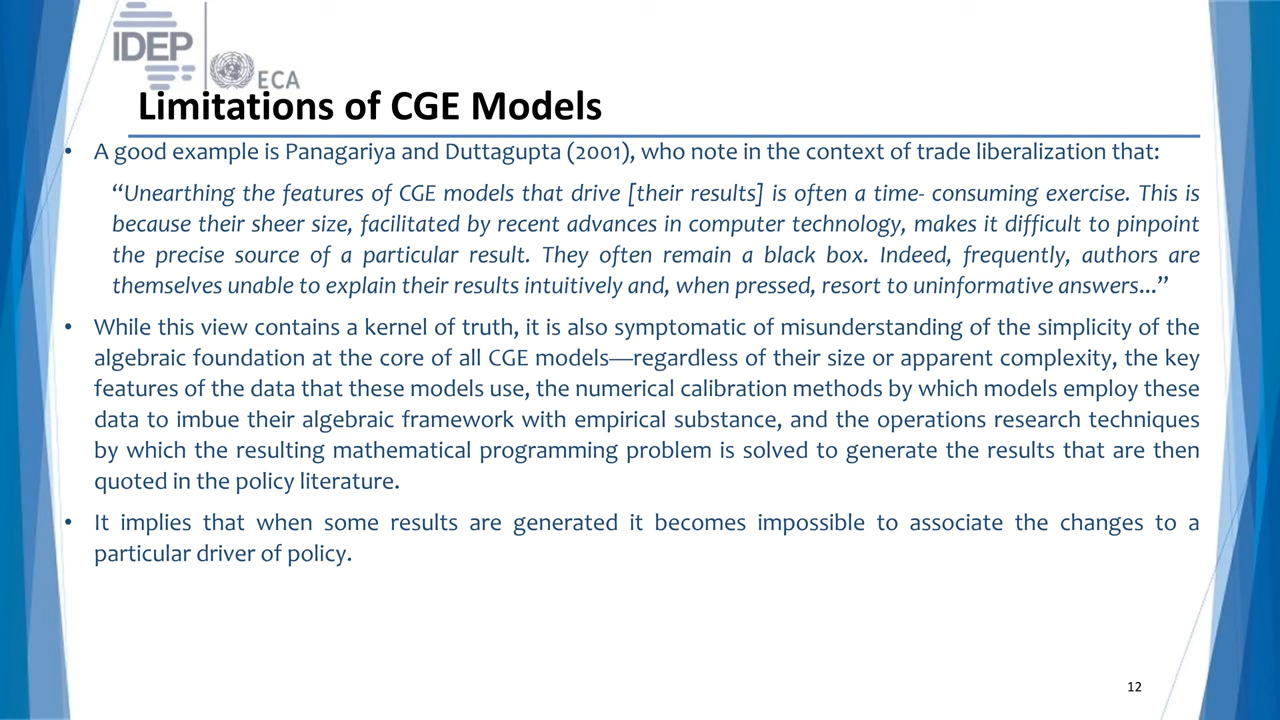 IDEP
ECA
Limitations of CGE Models
• A good example is Panagariya and Duttagupta (2001), who note in the context of trade liberalization that:
“Unearthing the features of CGE models that drive [their results] is often a time- consuming exercise. This is
because their sheer size, facilitated by recent advances in computer technology, makes it difficult to pinpoint
the precise source of a particular result. They often remain a black box. Indeed, frequently, authors are
themselves unable to explain their results intuitively and, when pressed, resort to uninformative answers...”
• While this view contains a kernel of truth, it is also symptomatic of misunderstanding of the simplicity of the
algebraic foundation at the core of all CGE models—regardless of their size or apparent complexity, the key
features of the data that these models use, the numerical calibration methods by which models employ these
data to imbue their algebraic framework with empirical substance, and the operations research techniques
by which the resulting mathematical programming problem is solved to generate the results that are then
quoted in the policy literature.
• It implies that when some results are generated it becomes impossible to associate the changes to a
particular driver of policy.
12